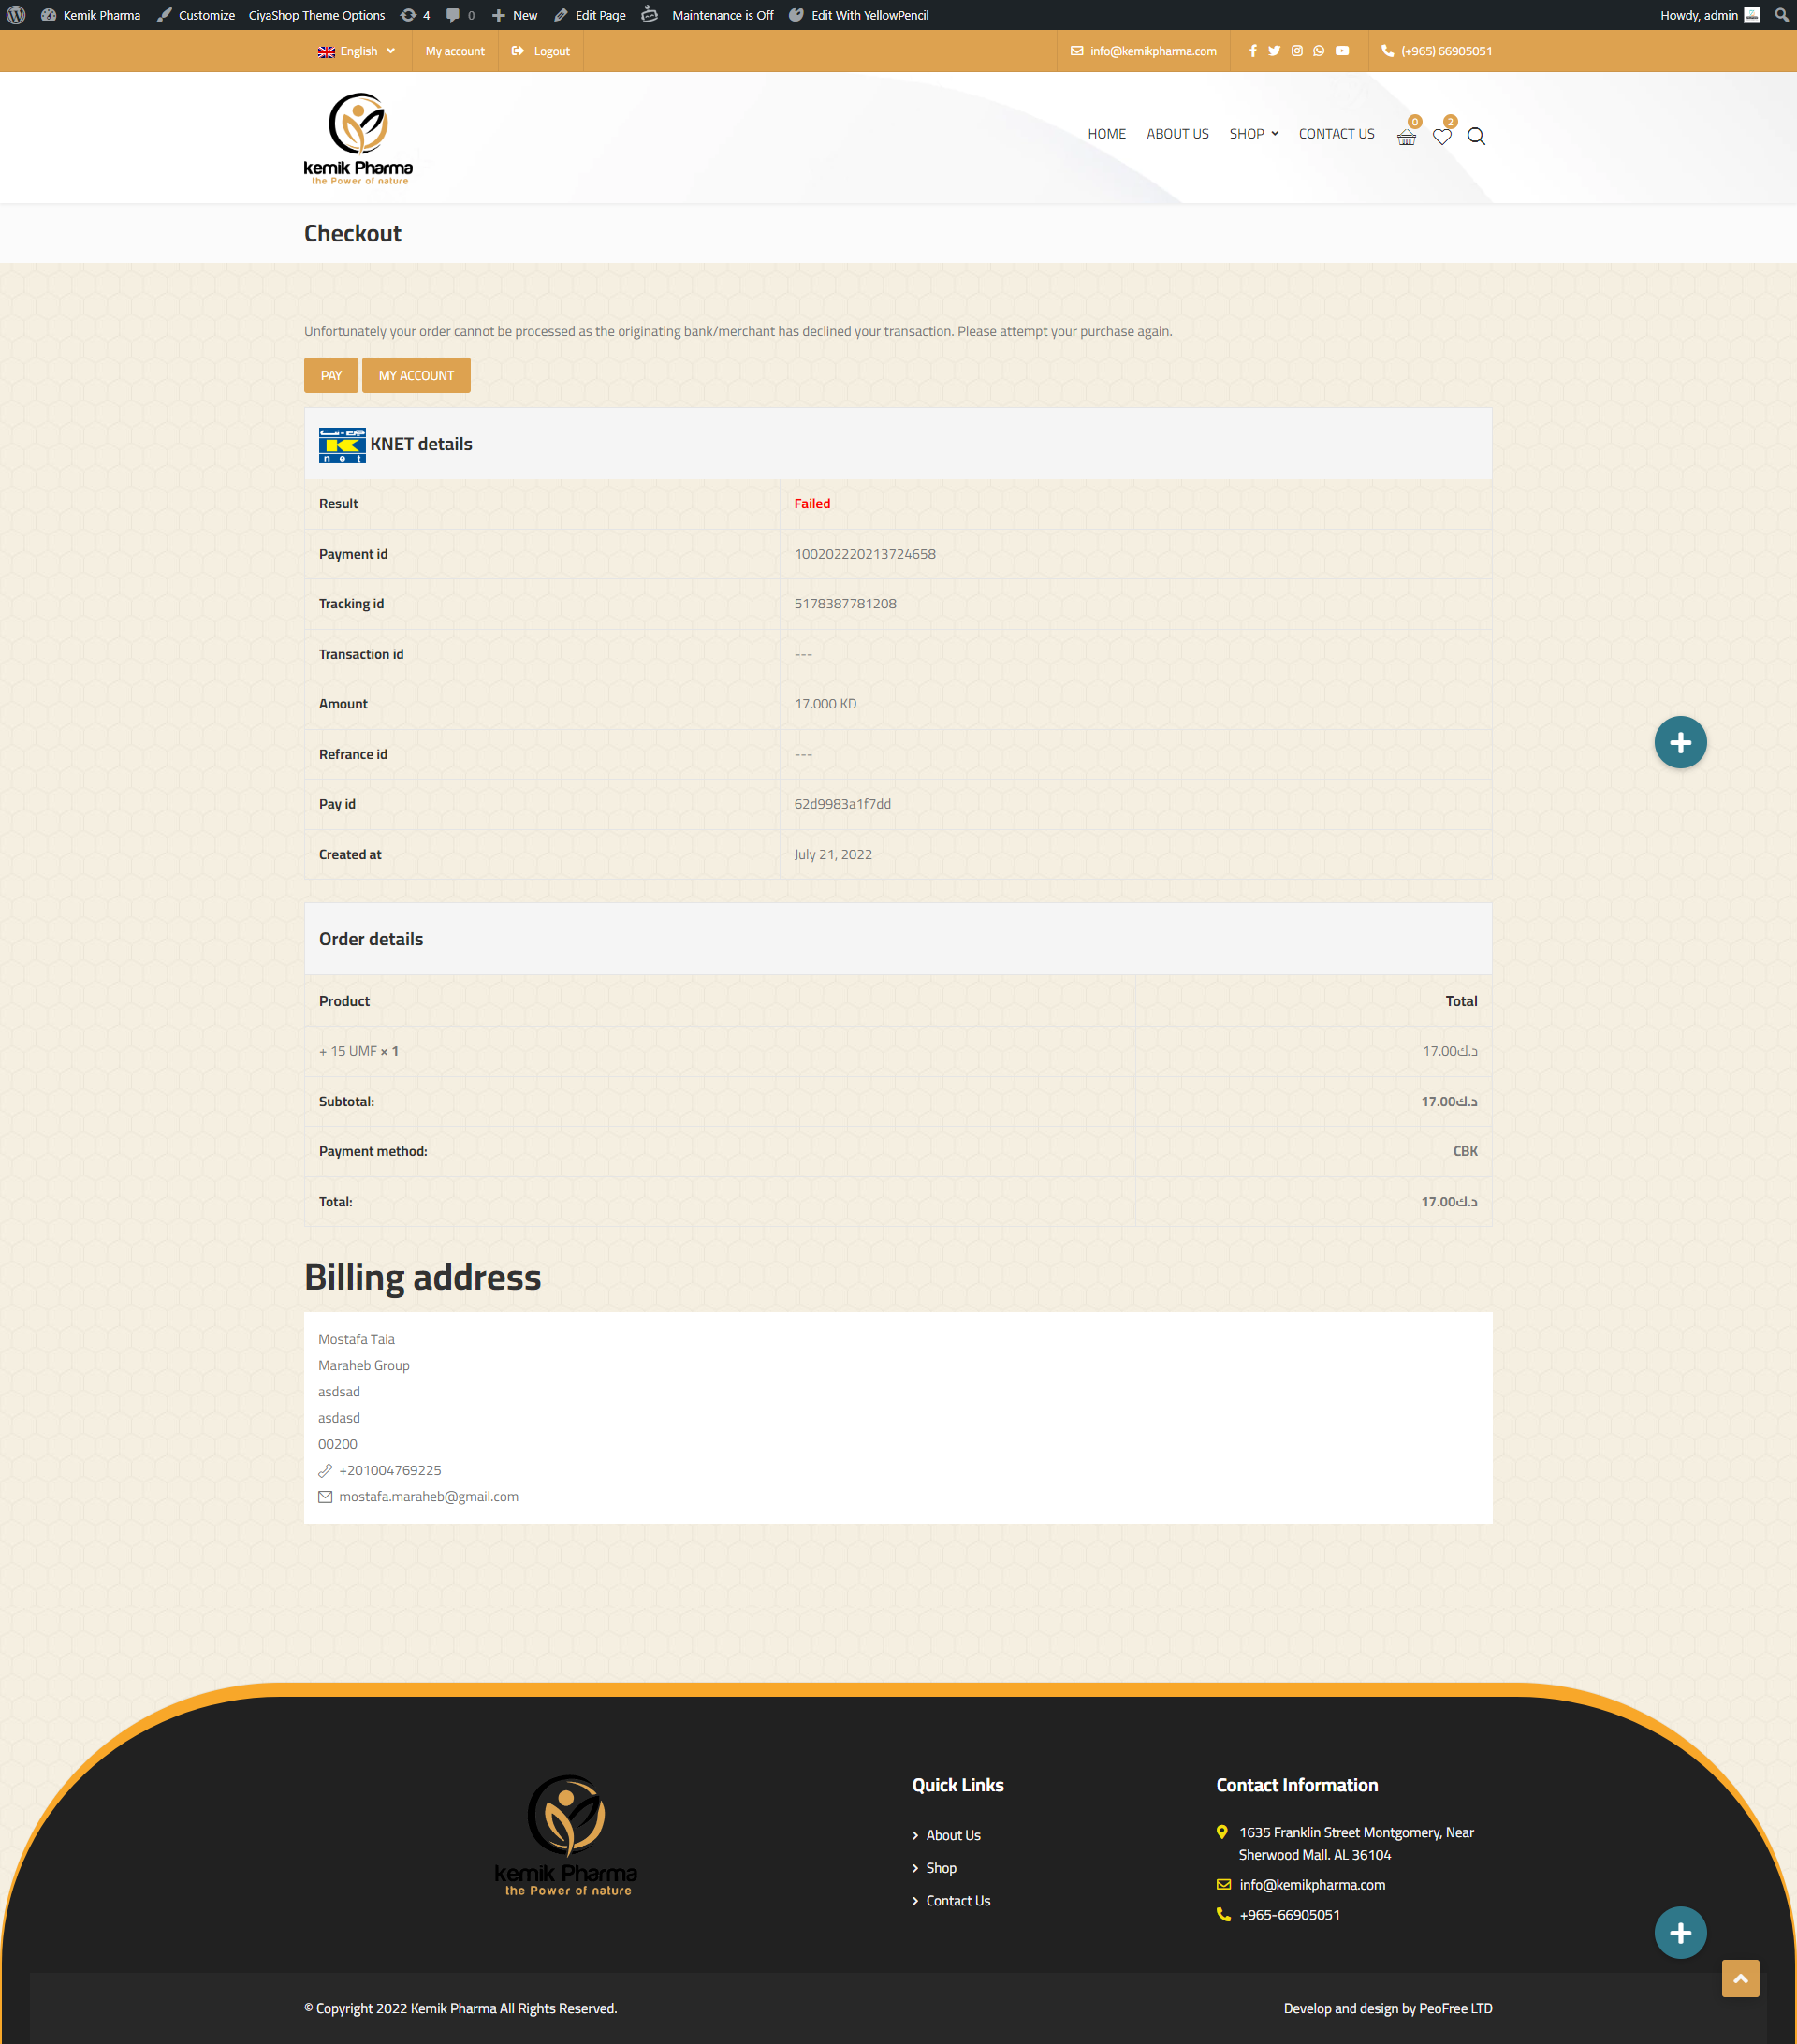 Kemik Pharma Customize CiyaShop Theme Options 4 0 New Edit Page Maintenance is Off Edit With YellowPencil Howdy, admin
English My account Logout info@kemikpharma.com (+965) 66905051
kemik Pharma
the Power of nature
HOME ABOUT US SHOP CONTACT US 0 2
Checkout
Unfortunately your order cannot be processed as the originating bank/merchant has declined your transaction. Please attempt your purchase again.
PAY MY ACCOUNT
K net KNET details
Result Failed
Payment id 100202220213724658
Tracking id 5178387781208
Transaction id ---
Amount 17.000 KD
Refrance id ---
Pay id 62d9983a1f7dd
Created at July 21, 2022
Order details
Product Total
+ 15 UMF × 1 17.00د.ك
Subtotal: 17.00د.ك
Payment method: CBK
Total: 17.00د.ك
Billing address
Mostafa Taia
Maraheb Group
asdsad
asdasd
00200
+201004769225
mostafa.maraheb@gmail.com
kemik Pharma
the Power of nature
Quick Links
About Us
Shop
Contact Us
Contact Information
1635 Franklin Street Montgomery, Near
Sherwood Mall. AL 36104
info@kemikpharma.com
+965-66905051
© Copyright 2022 Kemik Pharma All Rights Reserved. Develop and design by PeoFree LTD